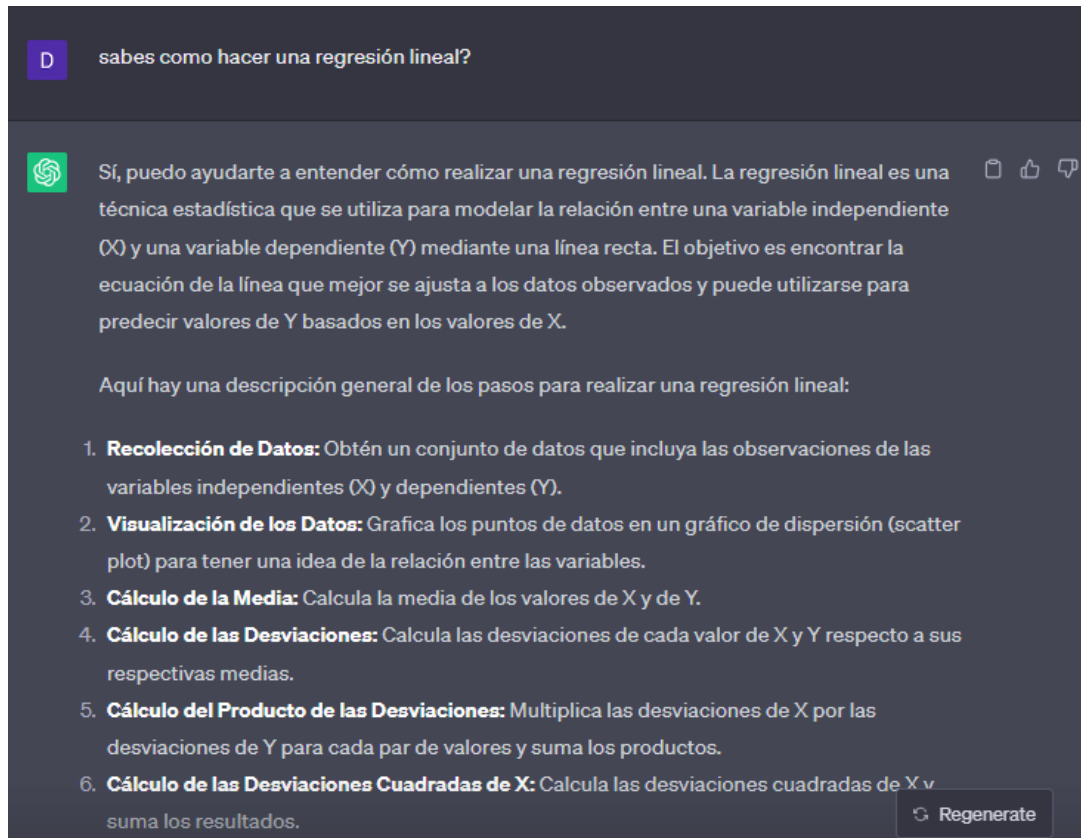 D
sabes como hacer una regresión lineal?
Sí, puedo ayudarte a entender cómo realizar una regresión lineal. La regresión lineal es una
técnica estadística que se utiliza para modelar la relación entre una variable independiente
(X) y una variable dependiente (Y) mediante una línea recta. El objetivo es encontrar la
ecuación de la línea que mejor se ajusta a los datos observados y puede utilizarse para
predecir valores de Y basados en los valores de X.
Aquí hay una descripción general de los pasos para realizar una regresión lineal:
1. Recolección de Datos: Obtén un conjunto de datos que incluya las observaciones de las
variables independientes (X) y dependientes (Y).
2. Visualización de los Datos: Grafica los puntos de datos en un gráfico de dispersión (scatter
plot) para tener una idea de la relación entre las variables.
3. Cálculo de la Media: Calcula la media de los valores de X y de Y.
4. Cálculo de las Desviaciones: Calcula las desviaciones de cada valor de X y Y respecto a sus
respectivas medias.
5. Cálculo del Producto de las Desviaciones: Multiplica las desviaciones de X por las
desviaciones de Y para cada par de valores y suma los productos.
6. Cálculo de las Desviaciones Cuadradas de X: Calcula las desviaciones cuadradas de X y
suma los resultados.
Regenerate